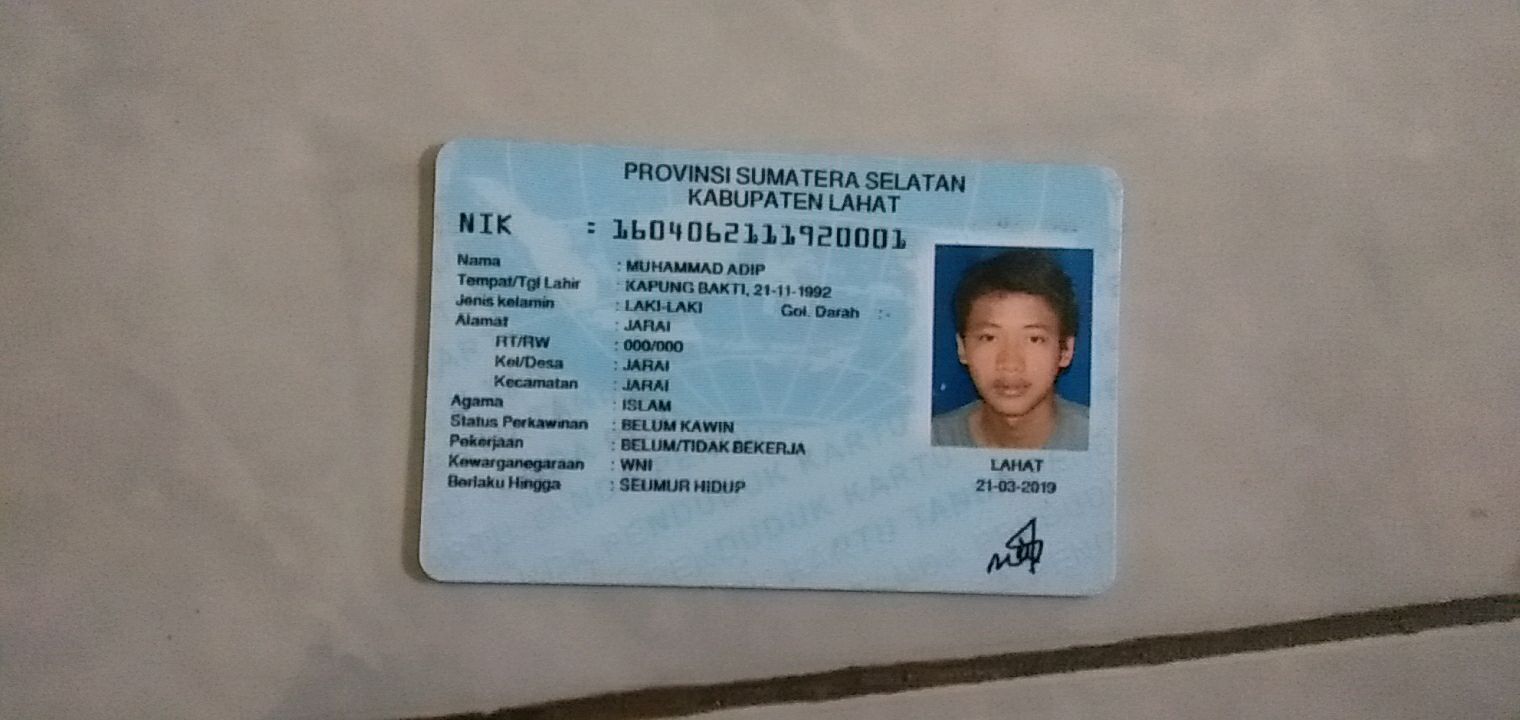 PROVINSI SUMATERA SELATAN
KABUPATEN LAHAT
NIK : 1604062111920001
Nama : MUHAMMAD ADIP
Tempat/Tgl Lahir : KAPUNG BAKTI, 21-11-1992
Jenis kelamin : LAKI-LAKI Gol. Darah : -
Alamat : JARAI
RT/RW : 000/000
Kel/Desa : JARAI
Kecamatan : JARAI
Agama : ISLAM
Status Perkawinan : BELUM KAWIN
Pekerjaan : BELUM/TIDAK BEKERJA
Kewarganegaraan : WNI
Berlaku Hingga : SEUMUR HIDUP
LAHAT
21-03-2019